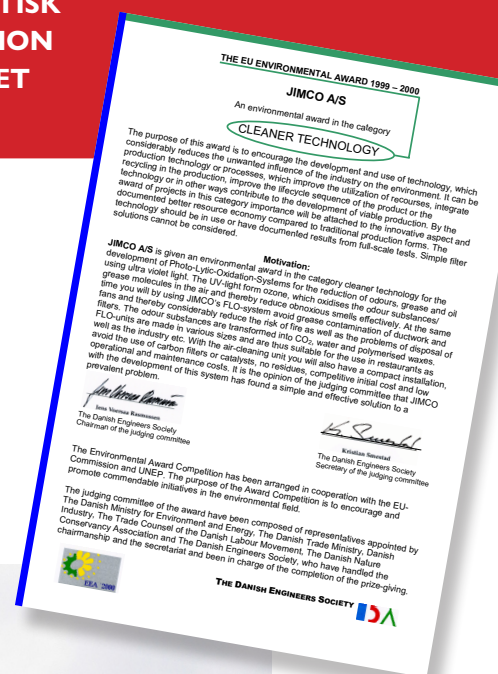 TISK
ION
ET
THE EU ENVIRONMENTAL AWARD 1999 – 2000
JIMCO A/S
An environmental award in the category
CLEANER TECHNOLOGY
The purpose of this award is to encourage the development and use of technology, which
considerably reduces the unwanted influence of the industry on the environment. It can be
production technology or processes, which improve the utilization of recourses, integrate
recycling in the production, improve the lifecycle sequence of the product or the
technology or in other ways contribute to the development of viable production. By the
award of projects in this category importance will be attached to the innovative aspect and
documented better resource economy compared to traditional production forms. The
technology should be in use or have documented results from full-scale tests. Simple filter
solutions cannot be considered.
Motivation:
JIMCO A/S is given an environmental award in the category cleaner technology for the
development of Photo-Lytic-Oxidation-Systems for the reduction of odours, grease and oil
using ultra violet light. The UV-light form ozone, which oxidises the odour substances/
grease molecules in the air and thereby reduce obnoxious smells effectively. At the same
time you will by using JIMCO's FLO-system avoid grease contamination of ductwork and
fans and thereby considerably reduce the risk of fire as well as the problems of disposal of
filters. The odour substances are transformed into CO2, water and polymerised waxes.
FLO-units are made in various sizes and are thus suitable for the use in restaurants as
well as the industry etc. With the air-cleaning unit you will also have a compact installation,
avoid the use of carbon filters or catalysts, no residues, competitive initial cost and low
operational and maintenance costs. It is the opinion of the judging committee that JIMCO
with the development of this system has found a simple and effective solution to a
prevalent problem.
Jens Vormaa Rasmussen
The Danish Engineers Society
Chairman of the judging committee
Kristian Smestad
The Danish Engineers Society
Secretary of the judging committee
The Environmental Award Competition has been arranged in cooperation with the EU-
Commission and UNEP. The purpose of the Award Competition is to encourage and
promote commendable initiatives in the environmental field.
The judging committee of the award have been composed of representatives appointed by
The Danish Ministry for Environment and Energy, The Danish Trade Ministry, Danish
Industry, The Trade Counsel of the Danish Labour Movement, The Danish Nature
Conservancy Association and The Danish Engineers Society, who have handled the
chairmanship and the secretariat and been in charge of the completion of the prize-giving.
EEA 2000
THE DANISH ENGINEERS SOCIETY